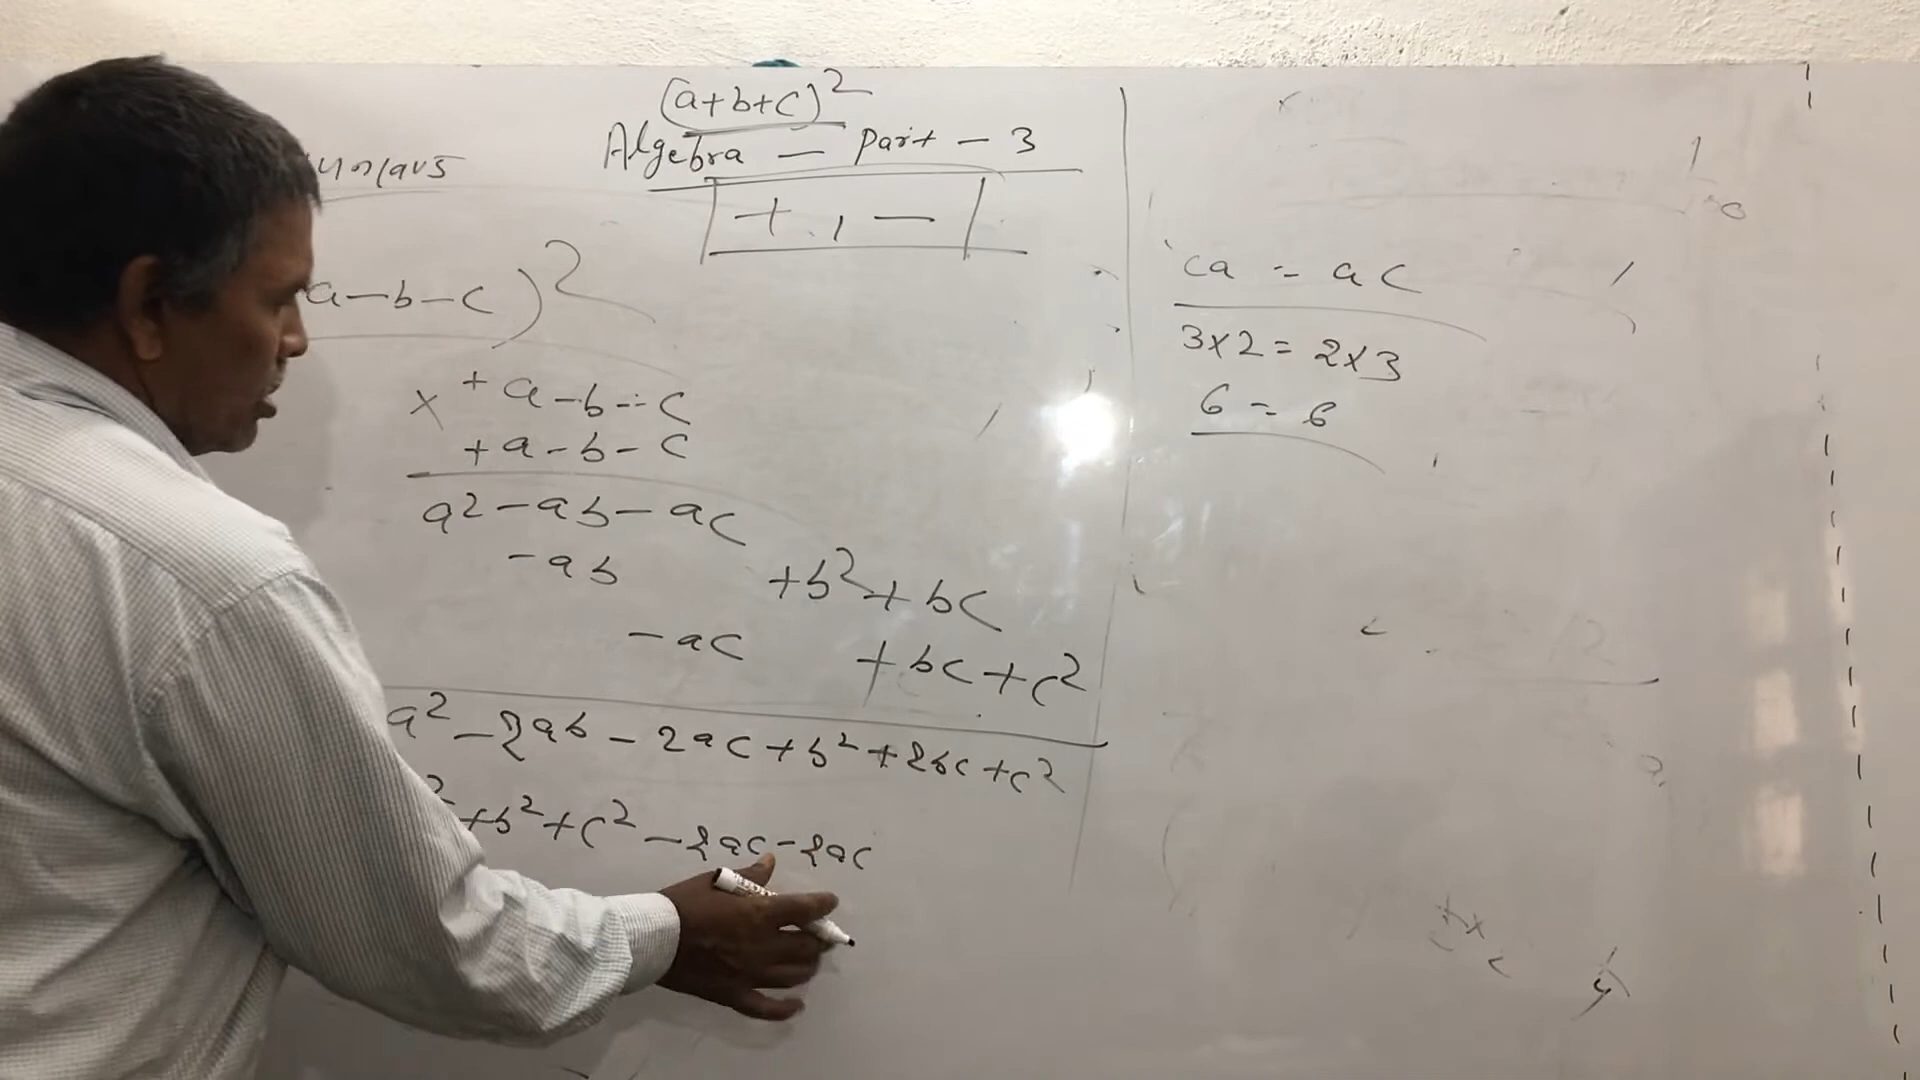 (a+b+c)²
Algebra — Part – 3
+ , —
a—b–c)²
x +a–b–c
+a–b–c
a²–ab–ac
–ab +b²+bc
–ac +bc+c²
a²–2ab–2ac+b²+2bc+c²
²+b²+c²–2ac–2ac
ca = ac
3x2=2x3
6=6